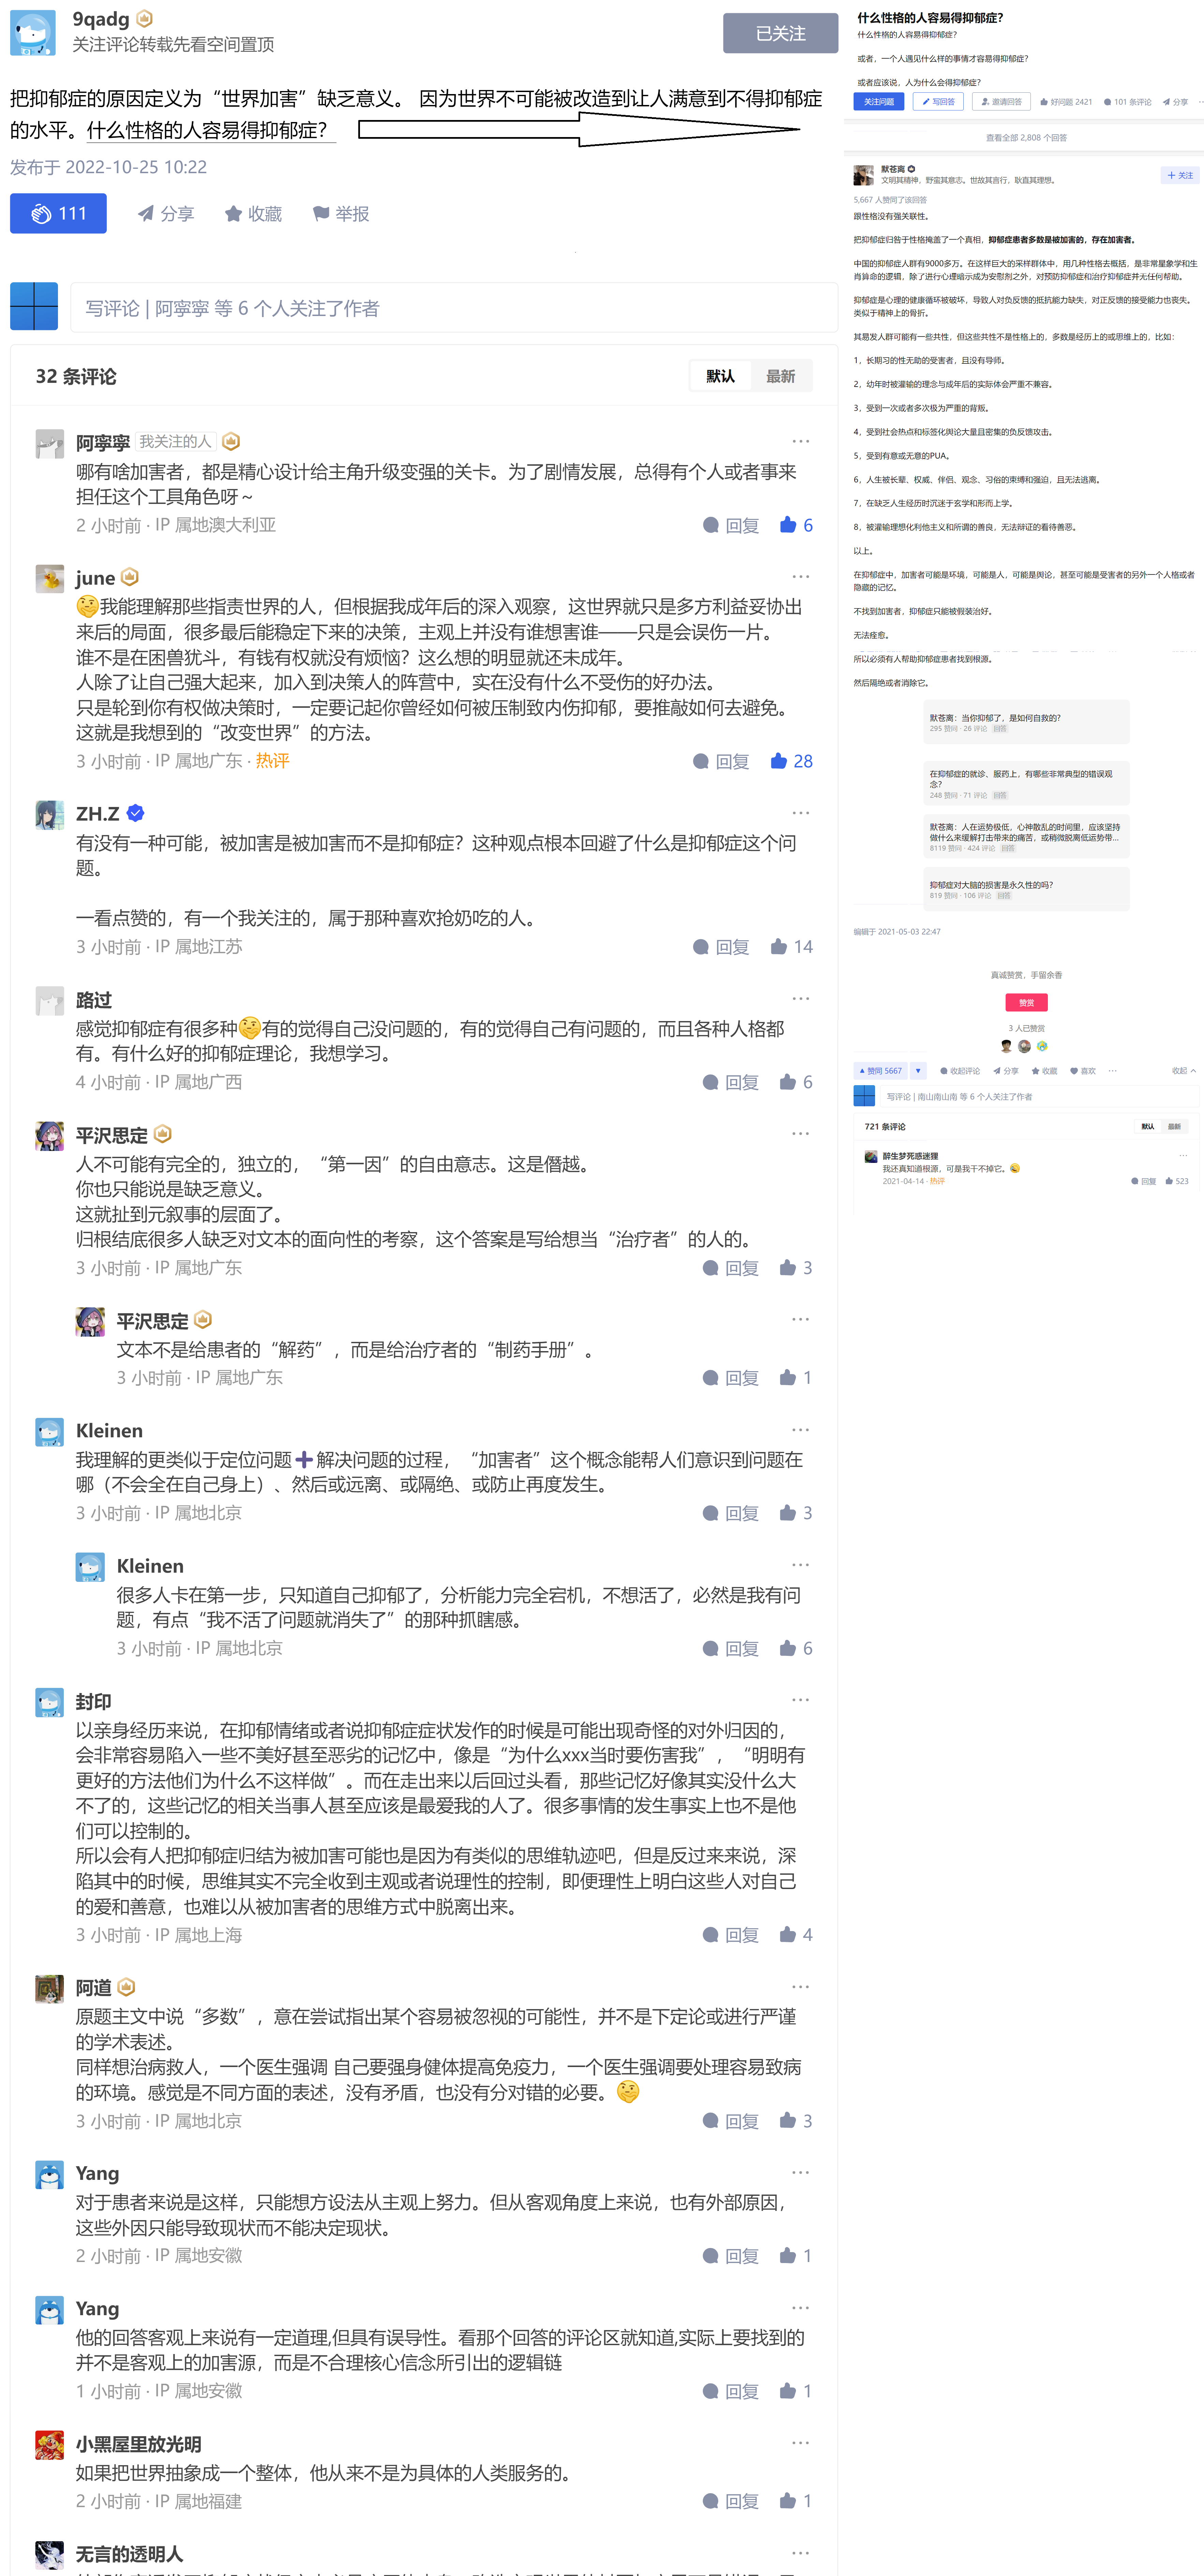 9qadg
关注评论转载先看空间置顶
已关注
把抑郁症的原因定义为“世界加害”缺乏意义。 因为世界不可能被改造到让人满意到不得抑郁症
的水平。什么性格的人容易得抑郁症?
发布于 2022-10-25 10:22
111 分享 收藏 举报
写评论 | 阿寧寧 等 6 个人关注了作者
32 条评论
默认 最新
阿寧寧 我关注的人
哪有啥加害者，都是精心设计给主角升级变强的关卡。为了剧情发展，总得有个人或者事来
担任这个工具角色呀～
2 小时前 · IP 属地澳大利亚
回复 6
june
🤔我能理解那些指责世界的人，但根据我成年后的深入观察，这世界就只是多方利益妥协出
来后的局面，很多最后能稳定下来的决策，主观上并没有谁想害谁——只是会误伤一片。
谁不是在困兽犹斗，有钱有权就没有烦恼？这么想的明显就还未成年。
人除了让自己强大起来，加入到决策人的阵营中，实在没有什么不受伤的好办法。
只是轮到你有权做决策时，一定要记起你曾经如何被压制致内伤抑郁，要推敲如何去避免。
这就是我想到的“改变世界”的方法。
3 小时前 · IP 属地广东 · 热评
回复 28
ZH.Z
有没有一种可能，被加害是被加害而不是抑郁症？这种观点根本回避了什么是抑郁症这个问
题。
一看点赞的，有一个我关注的，属于那种喜欢抢奶吃的人。
3 小时前 · IP 属地江苏
回复 14
路过
感觉抑郁症有很多种🤔有的觉得自己没问题的，有的觉得自己有问题的，而且各种人格都
有。有什么好的抑郁症理论，我想学习。
4 小时前 · IP 属地广西
回复 6
平沢思定
人不可能有完全的，独立的，“第一因”的自由意志。这是僭越。
你也只能说是缺乏意义。
这就扯到元叙事的层面了。
归根结底很多人缺乏对文本的面向性的考察，这个答案是写给想当“治疗者”的人的。
3 小时前 · IP 属地广东
回复 3
平沢思定
文本不是给患者的“解药”，而是给治疗者的“制药手册”。
3 小时前 · IP 属地广东
回复 1
Kleinen
我理解的更类似于定位问题➕解决问题的过程，“加害者”这个概念能帮人们意识到问题在
哪（不会全在自己身上）、然后或远离、或隔绝、或防止再度发生。
3 小时前 · IP 属地北京
回复 3
Kleinen
很多人卡在第一步，只知道自己抑郁了，分析能力完全宕机，不想活了，必然是我有问
题，有点“我不活了问题就消失了”的那种抓瞎感。
3 小时前 · IP 属地北京
回复 6
封印
以亲身经历来说，在抑郁情绪或者说抑郁症症状发作的时候是可能出现奇怪的对外归因的，
会非常容易陷入一些不美好甚至恶劣的记忆中，像是“为什么xxx当时要伤害我”，“明明有
更好的方法他们为什么不这样做”。而在走出来以后回过头看，那些记忆好像其实没什么大
不了的，这些记忆的相关当事人甚至应该是最爱我的人了。很多事情的发生事实上也不是他
们可以控制的。
所以会有人把抑郁症归结为被加害可能也是因为有类似的思维轨迹吧，但是反过来来说，深
陷其中的时候，思维其实不完全收到主观或者说理性的控制，即便理性上明白这些人对自己
的爱和善意，也难以从被加害者的思维方式中脱离出来。
3 小时前 · IP 属地上海
回复 4
阿道
原题主文中说“多数”，意在尝试指出某个容易被忽视的可能性，并不是下定论或进行严谨
的学术表述。
同样想治病救人，一个医生强调 自己要强身健体提高免疫力，一个医生强调要处理容易致病
的环境。感觉是不同方面的表述，没有矛盾，也没有分对错的必要。🤔
3 小时前 · IP 属地北京
回复 3
Yang
对于患者来说是这样，只能想方设法从主观上努力。但从客观角度上来说，也有外部原因，
这些外因只能导致现状而不能决定现状。
2 小时前 · IP 属地安徽
回复 1
Yang
他的回答客观上来说有一定道理,但具有误导性。看那个回答的评论区就知道,实际上要找到的
并不是客观上的加害源，而是不合理核心信念所引出的逻辑链
1 小时前 · IP 属地安徽
回复 1
小黑屋里放光明
如果把世界抽象成一个整体，他从来不是为具体的人类服务的。
2 小时前 · IP 属地福建
回复 1
无言的透明人
什么性格的人容易得抑郁症?
什么性格的人容易得抑郁症?
或者，一个人遇见什么样的事情才容易得抑郁症?
或者应该说，人为什么会得抑郁症?
关注问题 写回答 邀请回答 好问题 2421 101 条评论 分享
查看全部 2,808 个回答
默苍离
文明其精神，野蛮其意志。世故其言行，耿直其理想。
关注
5,667 人赞同了该回答
跟性格没有强关联性。
把抑郁症归咎于性格掩盖了一个真相，抑郁症患者多数是被加害的，存在加害者。
中国的抑郁症人群有9000多万。在这样巨大的采样群体中，用几种性格去概括，是非常星象学和生
肖算命的逻辑，除了进行心理暗示成为安慰剂之外，对预防抑郁症和治疗抑郁症并无任何帮助。
抑郁症是心理的健康循环被破坏，导致人对负反馈的抵抗能力缺失，对正反馈的接受能力也丧失。
类似于精神上的骨折。
其易发人群可能有一些共性，但这些共性不是性格上的，多数是经历上的或思维上的，比如：
1，长期习的性无助的受害者，且没有导师。
2，幼年时被灌输的理念与成年后的实际体会严重不兼容。
3，受到一次或者多次极为严重的背叛。
4，受到社会热点和标签化舆论大量且密集的负反馈攻击。
5，受到有意或无意的PUA。
6，人生被长辈、权威、伴侣、观念、习俗的束缚和强迫，且无法逃离。
7，在缺乏人生经历时沉迷于玄学和形而上学。
8，被灌输理想化利他主义和所谓的善良，无法辩证的看待善恶。
以上。
在抑郁症中，加害者可能是环境，可能是人，可能是舆论，甚至可能是受害者的另外一个人格或者
隐藏的记忆。
不找到加害者，抑郁症只能被假装治好。
无法痊愈。
所以必须有人帮助抑郁症患者找到根源。
然后隔绝或者消除它。
默苍离：当你抑郁了，是如何自救的?
295 赞同 · 26 评论 回答
在抑郁症的就诊、服药上，有哪些非常典型的错误观
念?
248 赞同 · 71 评论 回答
默苍离：人在运势极低，心神散乱的时间里，应该坚持
做什么来缓解打击带来的痛苦，或稍微脱离低运势带...
8119 赞同 · 424 评论 回答
抑郁症对大脑的损害是永久性的吗?
819 赞同 · 106 评论 回答
编辑于 2021-05-03 22:47
真诚赞赏，手留余香
赞赏
3 人已赞赏
赞同 5667 收起评论 分享 收藏 喜欢 收起
写评论 | 南山南山南 等 6 个人关注了作者
721 条评论
默认 最新
醉生梦死惑迷狸
我还真知道根源，可是我干不掉它。
2021-04-14 · 热评
回复 523